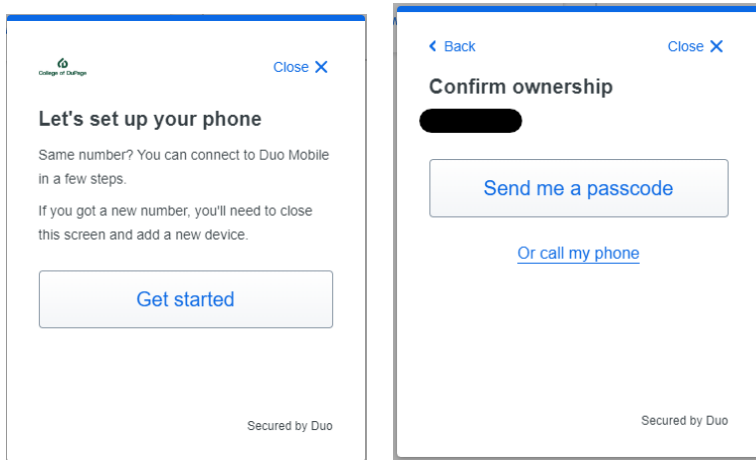 College of DuPage
Close
Let's set up your phone
Same number? You can connect to Duo Mobile
in a few steps.
If you got a new number, you'll need to close
this screen and add a new device.
Get started
Secured by Duo
Back
Close
Confirm ownership
Send me a passcode
Or call my phone
Secured by Duo